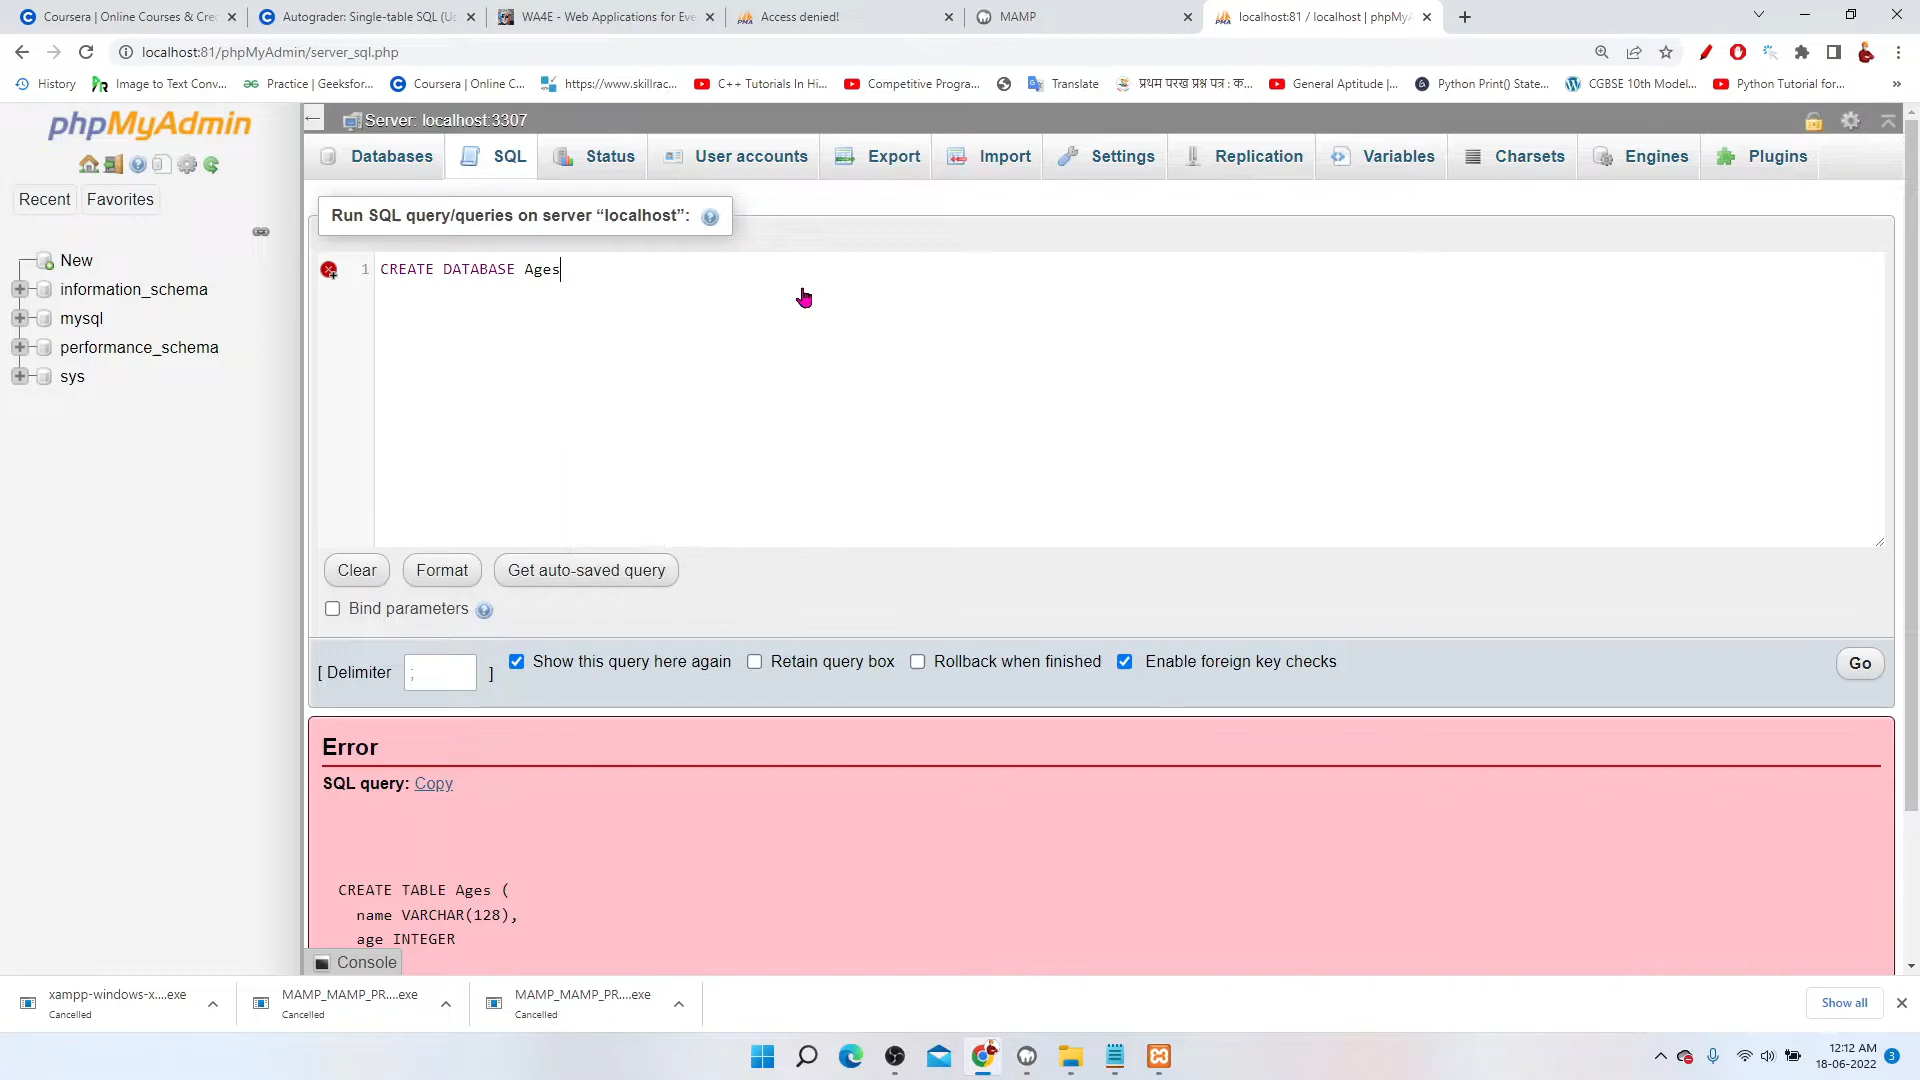 Coursera | Online Courses & Cre
Autograder: Single-table SQL (Us
WA4E - Web Applications for Eve
Access denied!
MAMP
localhost:81 / localhost | phpMyA
localhost:81/phpMyAdmin/server_sql.php
History
Image to Text Conv...
Practice | Geeksfor...
Coursera | Online C...
https://www.skillrac...
C++ Tutorials In Hi...
Competitive Progra...
Translate
प्रथम परख प्रश्न पत्र : क...
General Aptitude |...
Python Print() State...
CGBSE 10th Model...
Python Tutorial for...
»
phpMyAdmin
Recent
Favorites
New
information_schema
mysql
performance_schema
sys
Server: localhost:3307
Databases
SQL
Status
User accounts
Export
Import
Settings
Replication
Variables
Charsets
Engines
Plugins
Run SQL query/queries on server “localhost”:
1 CREATE DATABASE Ages
Clear
Format
Get auto-saved query
Bind parameters
[ Delimiter ; ]
Show this query here again
Retain query box
Rollback when finished
Enable foreign key checks
Go
Error
SQL query: Copy
CREATE TABLE Ages (
name VARCHAR(128),
age INTEGER
Console
xampp-windows-x....exe
Cancelled
MAMP_MAMP_PR....exe
Cancelled
MAMP_MAMP_PR....exe
Cancelled
Show all
12:12 AM
18-06-2022
3